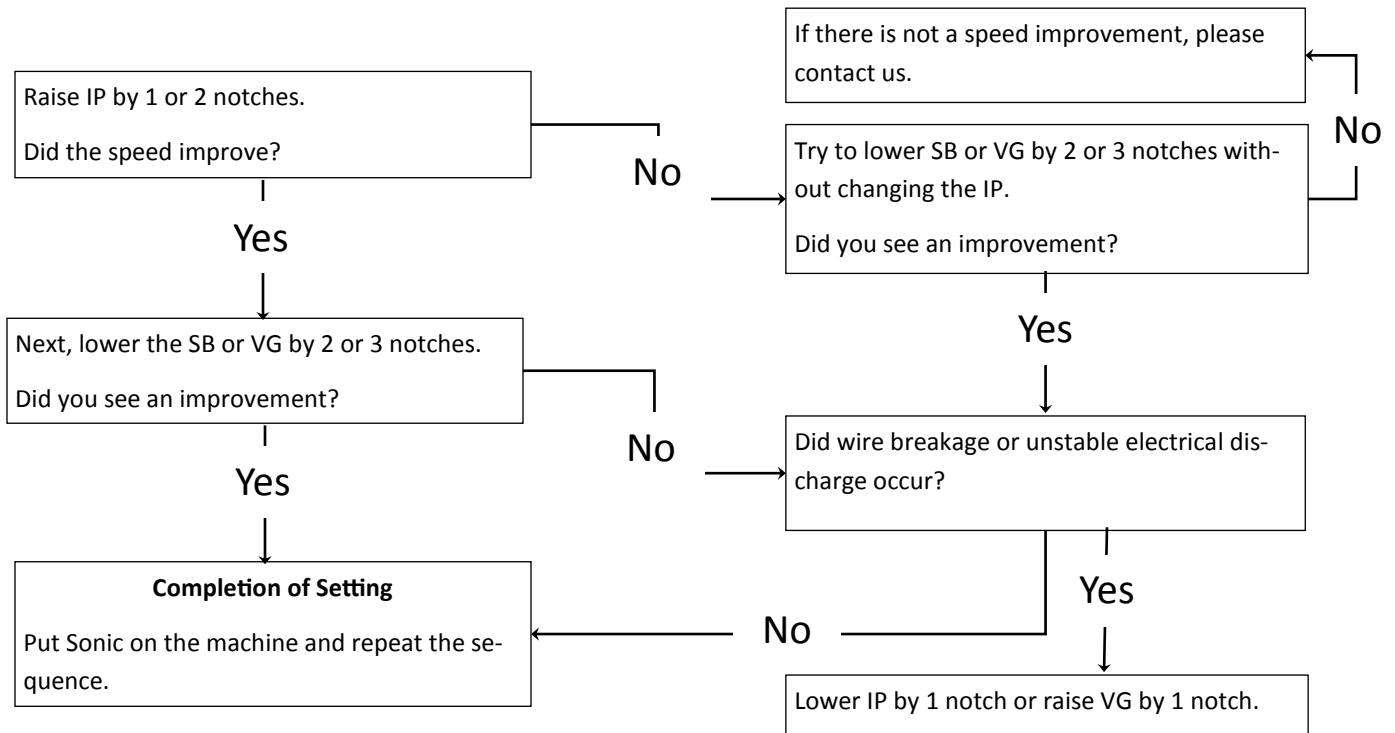 If there is not a speed improvement, please
contact us.
Raise IP by 1 or 2 notches.
Did the speed improve?
No
No
Try to lower SB or VG by 2 or 3 notches with-
out changing the IP.
Did you see an improvement?
Yes
Yes
Next, lower the SB or VG by 2 or 3 notches.
Did you see an improvement?
No
Did wire breakage or unstable electrical dis-
charge occur?
Yes
Completion of Setting
Put Sonic on the machine and repeat the se-
quence.
No
Yes
Lower IP by 1 notch or raise VG by 1 notch.